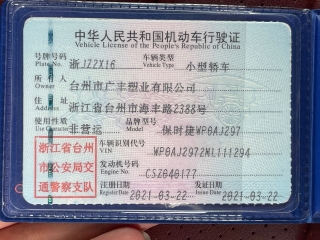 中华人民共和国机动车行驶证
Vehicle License of the People's Republic of China
号牌号码 Plate No. 浙JZ2X16 车辆类型 Vehicle Type 小型轿车
所有人 Owner 台州市广丰塑业有限公司
住址 Address 浙江省台州市海丰路2388号
使用性质 Use Character 非营运 品牌型号 Model 保时捷WP0AJ297
浙江省台州市公安局交通警察支队
车辆识别代号 VIN WP0AJ2972ML111294
发动机号码 Engine No. CSZ040177
注册日期 Register Date 2021-03-22 发证日期 Issue Date 2021-03-22